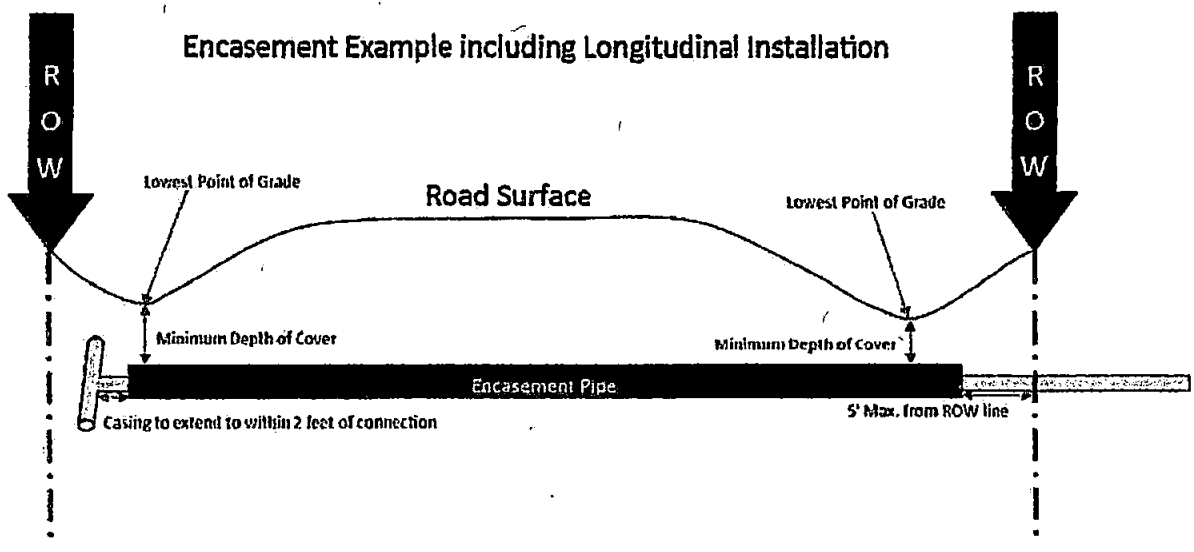 Encasement Example including Longitudinal Installation
R
O
W
R
O
W
Lowest Point of Grade
Road Surface
Lowest Point of Grade
Minimum Depth of Cover
Minimum Depth of Cover
Encasement Pipe
Casing to extend to within 2 feet of connection
5' Max. from ROW line